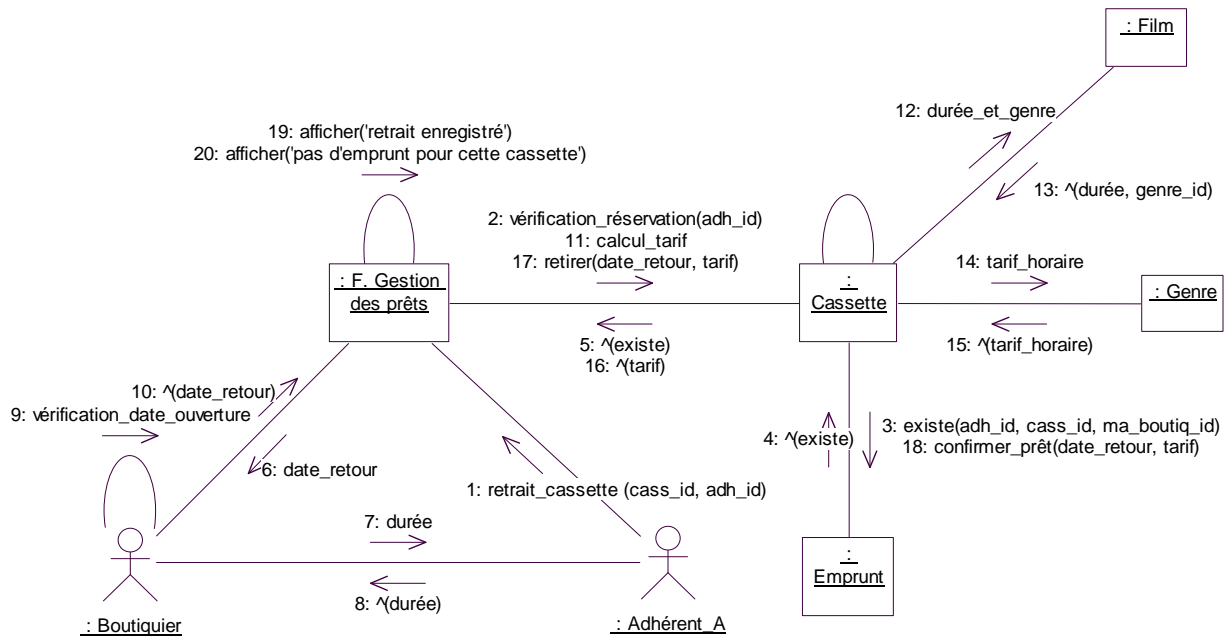 : Film
12: durée_et_genre
19: afficher('retrait enregistré')
20: afficher('pas d'emprunt pour cette cassette')
13: ^(durée, genre_id)
2: vérification_réservation(adh_id)
11: calcul_tarif
17: retirer(date_retour, tarif)
14: tarif_horaire
: F. Gestion
des prêts
:
Cassette
: Genre
5: ^(existe)
16: ^(tarif)
15: ^(tarif_horaire)
10: ^(date_retour)
9: vérification_date_ouverture
4: ^(existe)
3: existe(adh_id, cass_id, ma_boutiq_id)
18: confirmer_prêt(date_retour, tarif)
6: date_retour
1: retrait_cassette (cass_id, adh_id)
7: durée
8: ^(durée)
:
Emprunt
: Boutiquier
: Adhérent_A